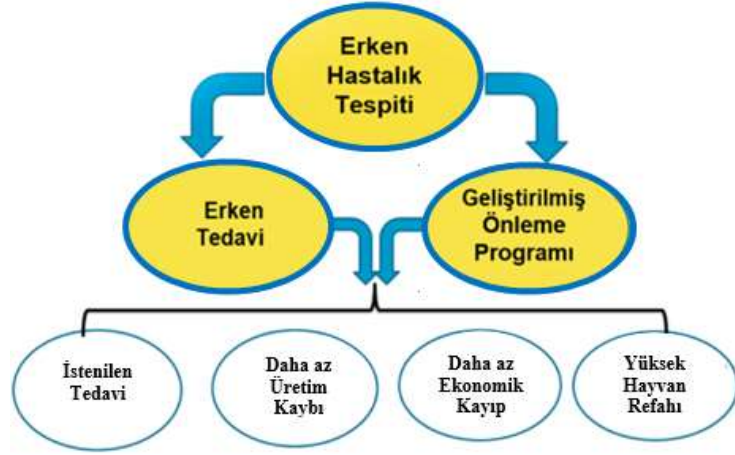 Erken
Hastalık
Tespiti
Erken
Tedavi
Geliştirilmiş
Önleme
Programı
İstenilen
Tedavi
Daha az
Üretim
Kaybı
Daha az
Ekonomik
Kayıp
Yüksek
Hayvan
Refahı